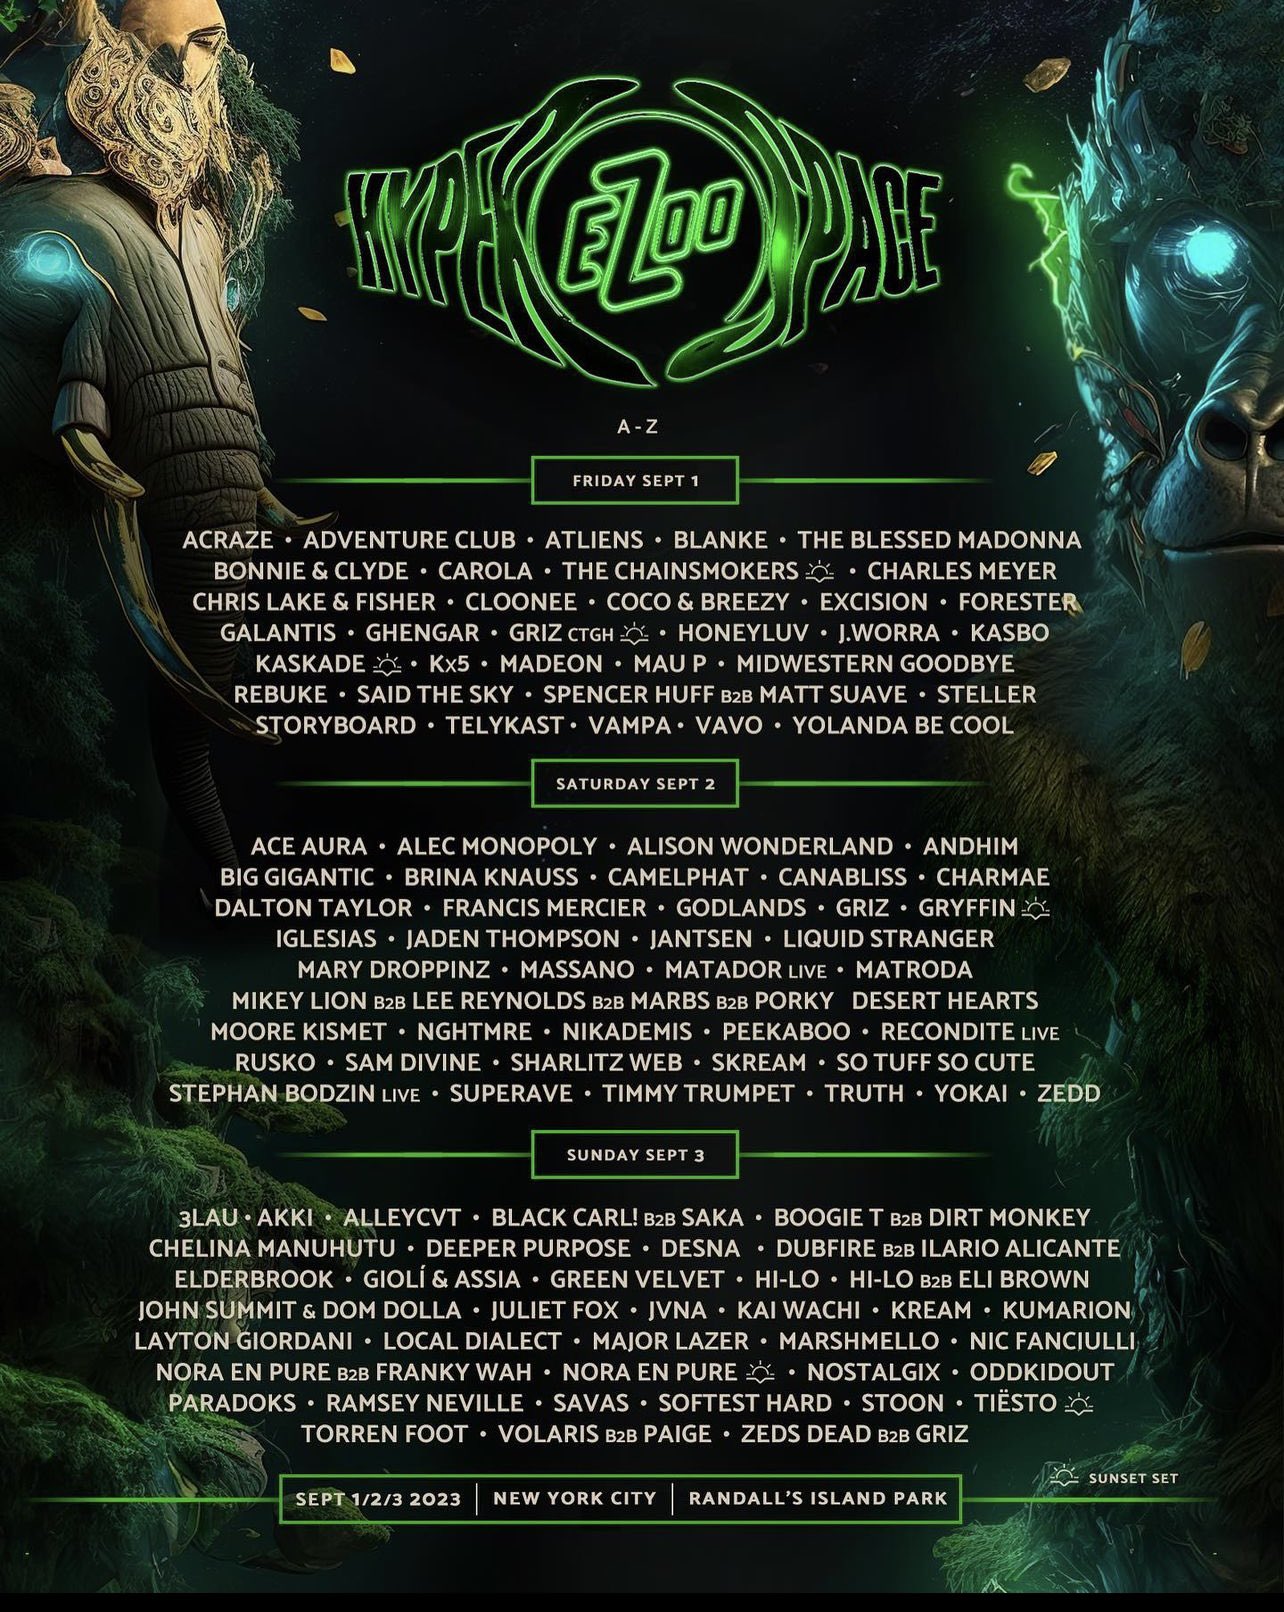 HYPER EZOO SPACE
A - Z
FRIDAY SEPT 1
ACRAZE • ADVENTURE CLUB • ATLIENS • BLANKE • THE BLESSED MADONNA
BONNIE & CLYDE • CAROLA • THE CHAINSMOKERS • CHARLES MEYER
CHRIS LAKE & FISHER • CLOONEE • COCO & BREEZY • EXCISION • FORESTER
GALANTIS • GHENGAR • GRIZ CTGH • HONEYLUV • J.WORRA • KASBO
KASKADE • Kx5 • MADEON • MAU P • MIDWESTERN GOODBYE
REBUKE • SAID THE SKY • SPENCER HUFF B2B MATT SUAVE • STELLER
STORYBOARD • TELYKAST • VAMPA • VAVO • YOLANDA BE COOL
SATURDAY SEPT 2
ACE AURA • ALEC MONOPOLY • ALISON WONDERLAND • ANDHIM
BIG GIGANTIC • BRINA KNAUSS • CAMELPHAT • CANABLISS • CHARMAE
DALTON TAYLOR • FRANCIS MERCIER • GODLANDS • GRIZ • GRYFFIN
IGLESIAS • JADEN THOMPSON • JANTSEN • LIQUID STRANGER
MARY DROPPINZ • MASSANO • MATADOR LIVE • MATRODA
MIKEY LION B2B LEE REYNOLDS B2B MARBS B2B PORKY DESERT HEARTS
MOORE KISMET • NGHTMRE • NIKADEMIS • PEEKABOO • RECONDITE LIVE
RUSKO • SAM DIVINE • SHARLITZ WEB • SKREAM • SO TUFF SO CUTE
STEPHAN BODZIN LIVE • SUPERAVE • TIMMY TRUMPET • TRUTH • YOKAI • ZEDD
SUNDAY SEPT 3
3LAU • AKKI • ALLEYCVT • BLACK CARL! B2B SAKA • BOOGIE T B2B DIRT MONKEY
CHELINA MANUHUTU • DEEPER PURPOSE • DESNA • DUBFIRE B2B ILARIO ALICANTE
ELDERBROOK • GIOLÍ & ASSIA • GREEN VELVET • HI-LO • HI-LO B2B ELI BROWN
JOHN SUMMIT & DOM DOLLA • JULIET FOX • JVNA • KAI WACHI • KREAM • KUMARION
LAYTON GIORDANI • LOCAL DIALECT • MAJOR LAZER • MARSHMELLO • NIC FANCIULLI
NORA EN PURE B2B FRANKY WAH • NORA EN PURE • NOSTALGIX • ODDKIDOUT
PARADOKS • RAMSEY NEVILLE • SAVAS • SOFTEST HARD • STOON • TIËSTO
TORREN FOOT • VOLARIS B2B PAIGE • ZEDS DEAD B2B GRIZ
SUNSET SET
SEPT 1/2/3 2023 | NEW YORK CITY | RANDALL'S ISLAND PARK